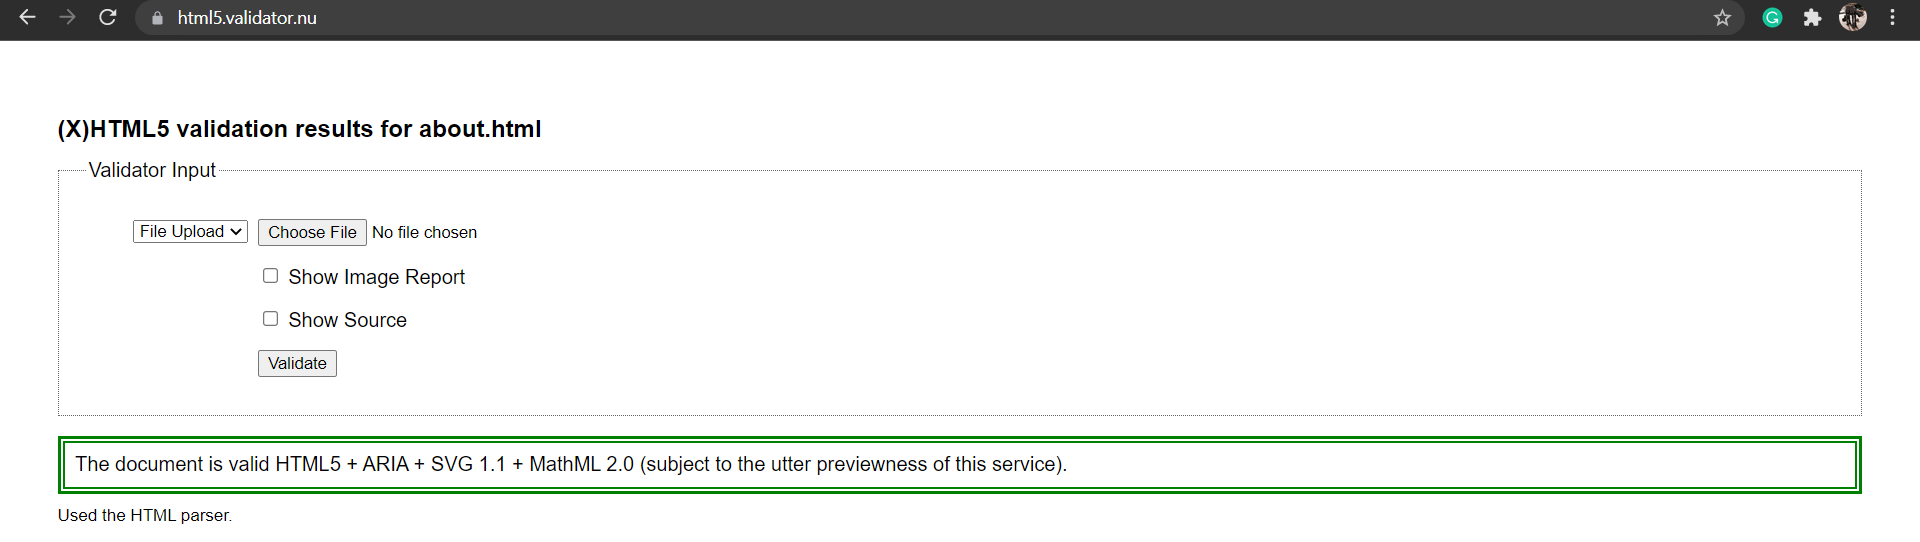 html5.validator.nu
(X)HTML5 validation results for about.html
Validator Input
File Upload Choose File No file chosen
Show Image Report
Show Source
Validate
The document is valid HTML5 + ARIA + SVG 1.1 + MathML 2.0 (subject to the utter previewness of this service).
Used the HTML parser.